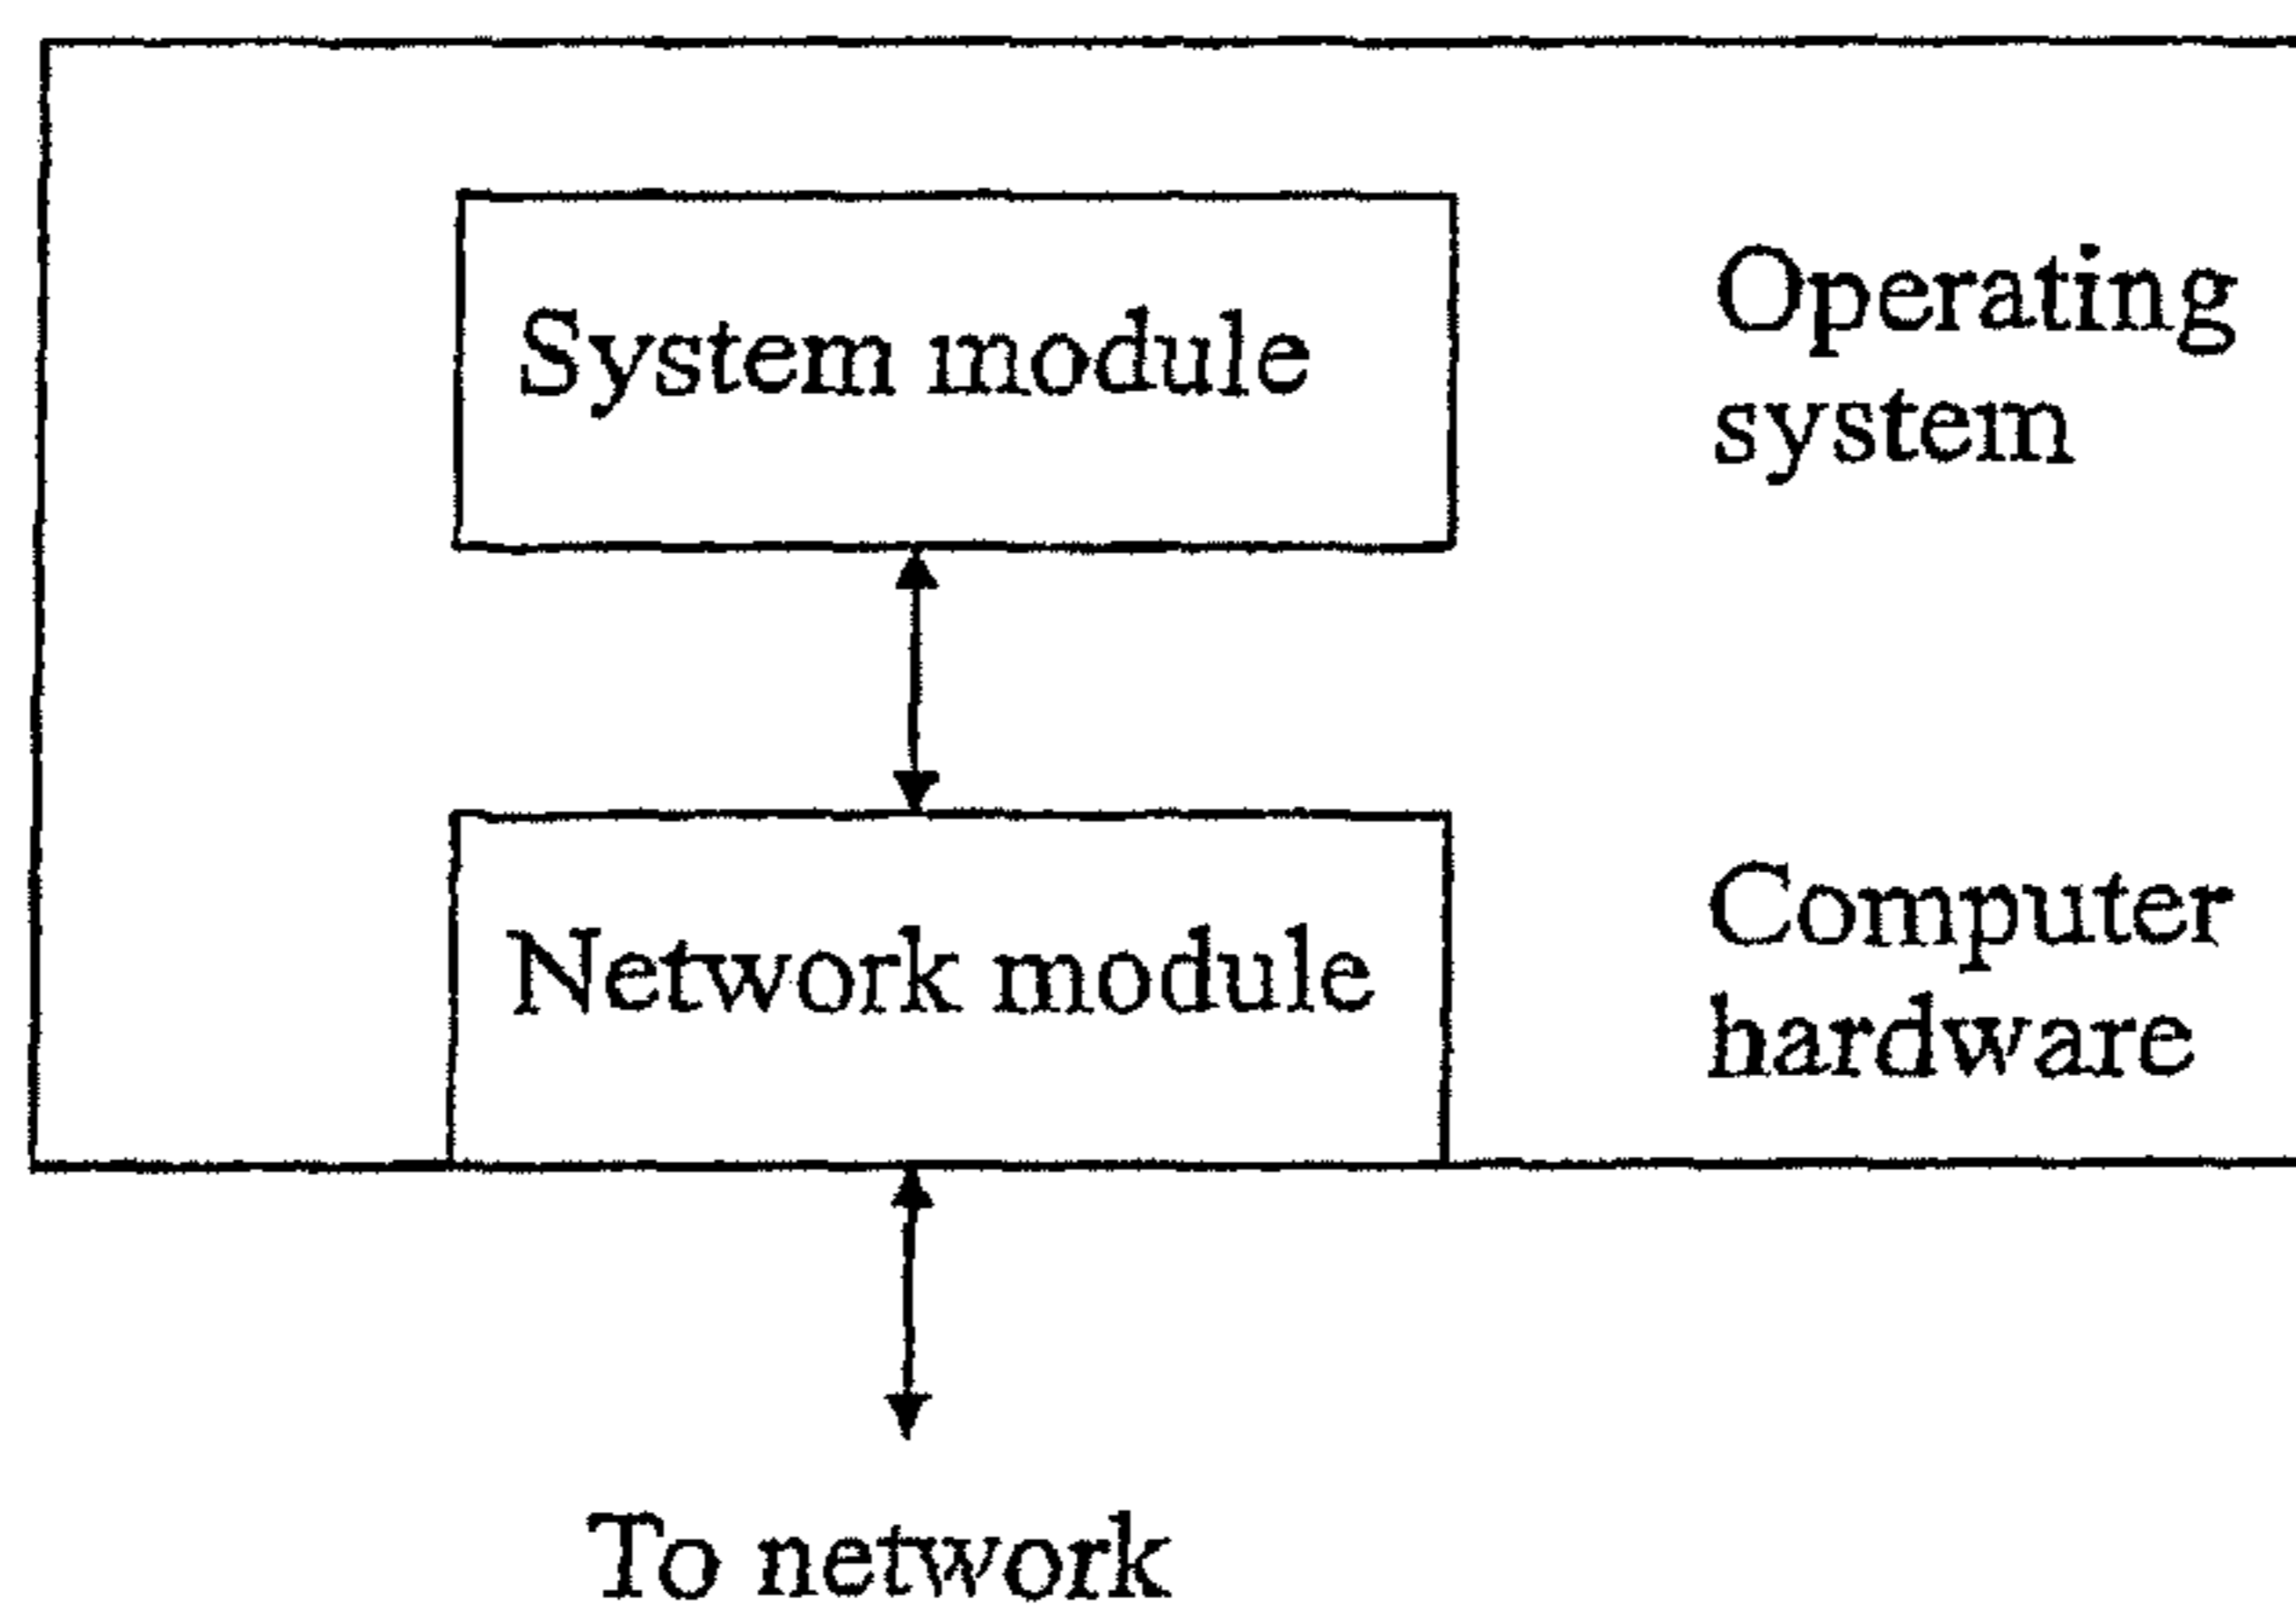 System module
Operating
system
Network module
Computer
hardware
To network